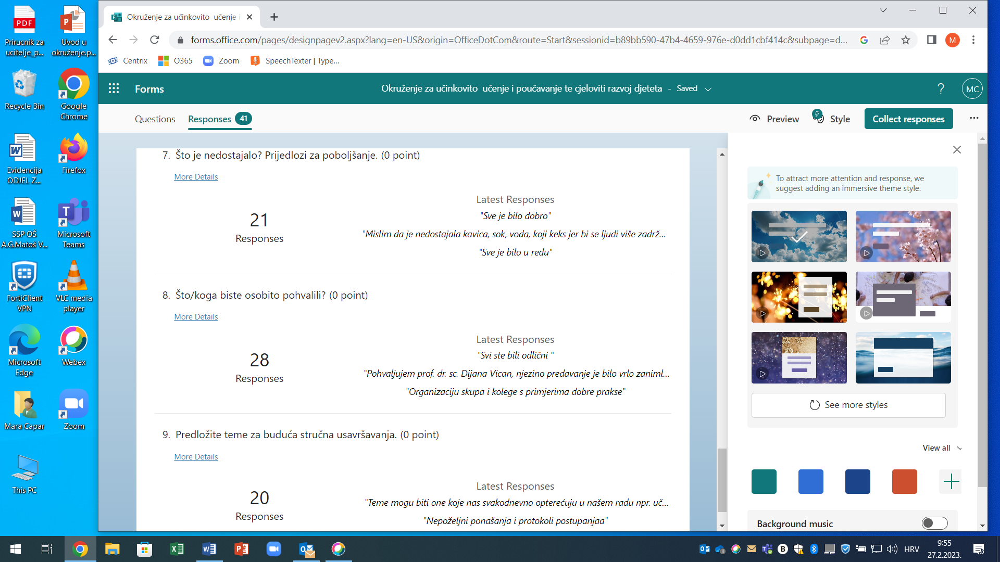 PDF
Prirucnik za
ucitelje_p...
Uvod u
okruženje.p...
Recycle Bin
Google
Chrome
Evidencija
ODJEL Z...
Firefox
SSP OŠ
A.G.Matoš V...
Microsoft
Teams
FortiClient
VPN
VLC media
player
Microsoft
Edge
Webex
Mara Capar
Zoom
This PC
Okruženje za učinkovito  učenje i
forms.office.com/pages/designpagev2.aspx?lang=en-US&origin=OfficeDotCom&route=Start&sessionid=b89bb590-47b4-4659-976e-d0dd1cbf414c&subpage=d...
M
Centrix
O365
Zoom
SpeechTexter | Type...
Forms
Okruženje za učinkovito  učenje i poučavanje te cjeloviti razvoj djeteta - Saved
?
MC
Questions
Responses 41
Preview
Style
Collect responses
7. Što je nedostajalo? Prijedlozi za poboljšanje. (0 point)
More Details
21
Responses
Latest Responses
"Sve je bilo dobro"
"Mislim da je nedostajala kavica, sok, voda, koji keks jer bi se ljudi više zadrž...
"Sve je bilo u redu"
8. Što/koga biste osobito pohvalili? (0 point)
More Details
28
Responses
Latest Responses
"Svi ste bili odlični "
"Pohvaljujem prof. dr. sc. Dijana Vican, njezino predavanje je bilo vrlo zaniml...
"Organizaciju skupa i kolege s primjerima dobre prakse"
9. Predložite teme za buduća stručna usavršavanja. (0 point)
More Details
20
Responses
Latest Responses
"Teme mogu biti one koje nas svakodnevno opterećuju u našem radu npr. uč...
"Nepoželjni ponašanja i protokoli postupanjaa"
To attract more attention and response, we
suggest adding an immersive theme style.
See more styles
View all
Background music
HRV
9:55
27.2.2023.